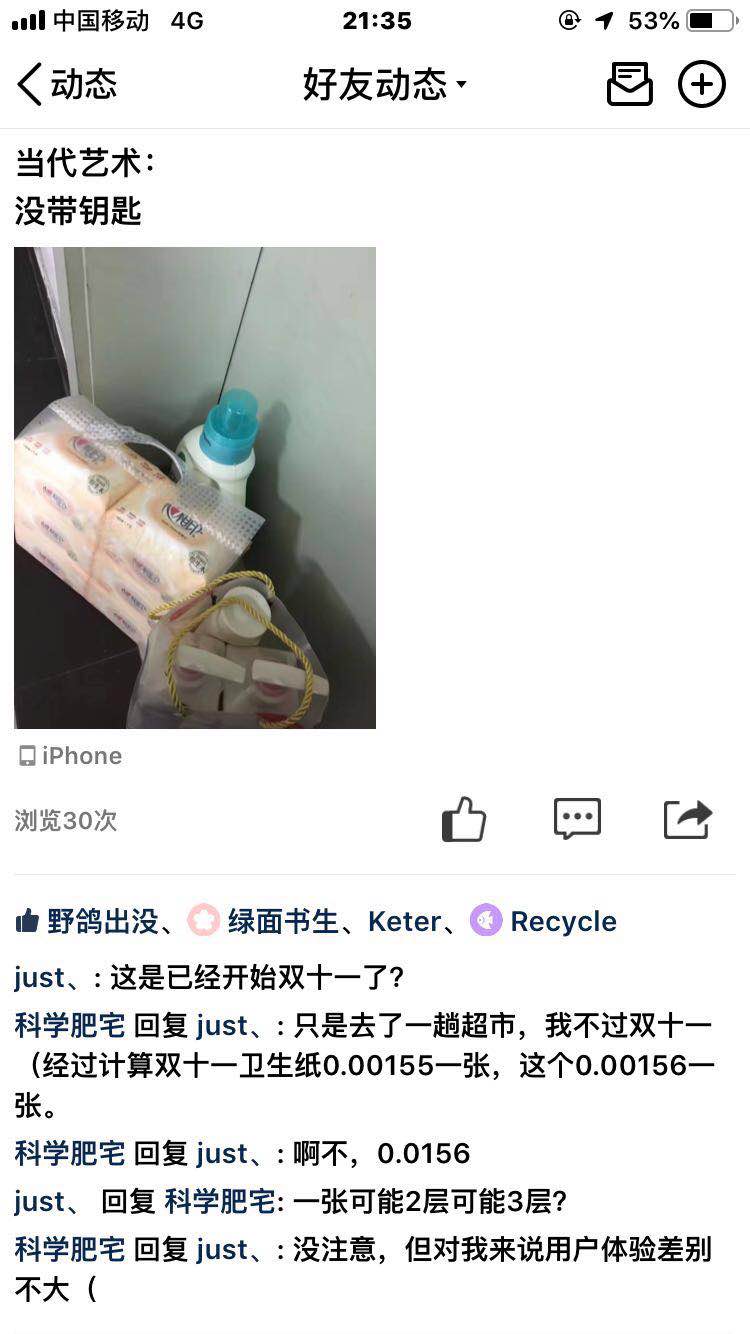 中国移动 4G 21:35 53%
动态 好友动态
当代艺术：
没带钥匙
心相印
iPhone
浏览30次
野鸽出没、绿面书生、Keter、Recycle
just、: 这是已经开始双十一了?
科学肥宅 回复 just、: 只是去了一趟超市，我不过双十一
（经过计算双十一卫生纸0.00155一张，这个0.00156一
张。
科学肥宅 回复 just、: 啊不，0.0156
just、 回复 科学肥宅: 一张可能2层可能3层?
科学肥宅 回复 just、: 没注意，但对我来说用户体验差别
不大（